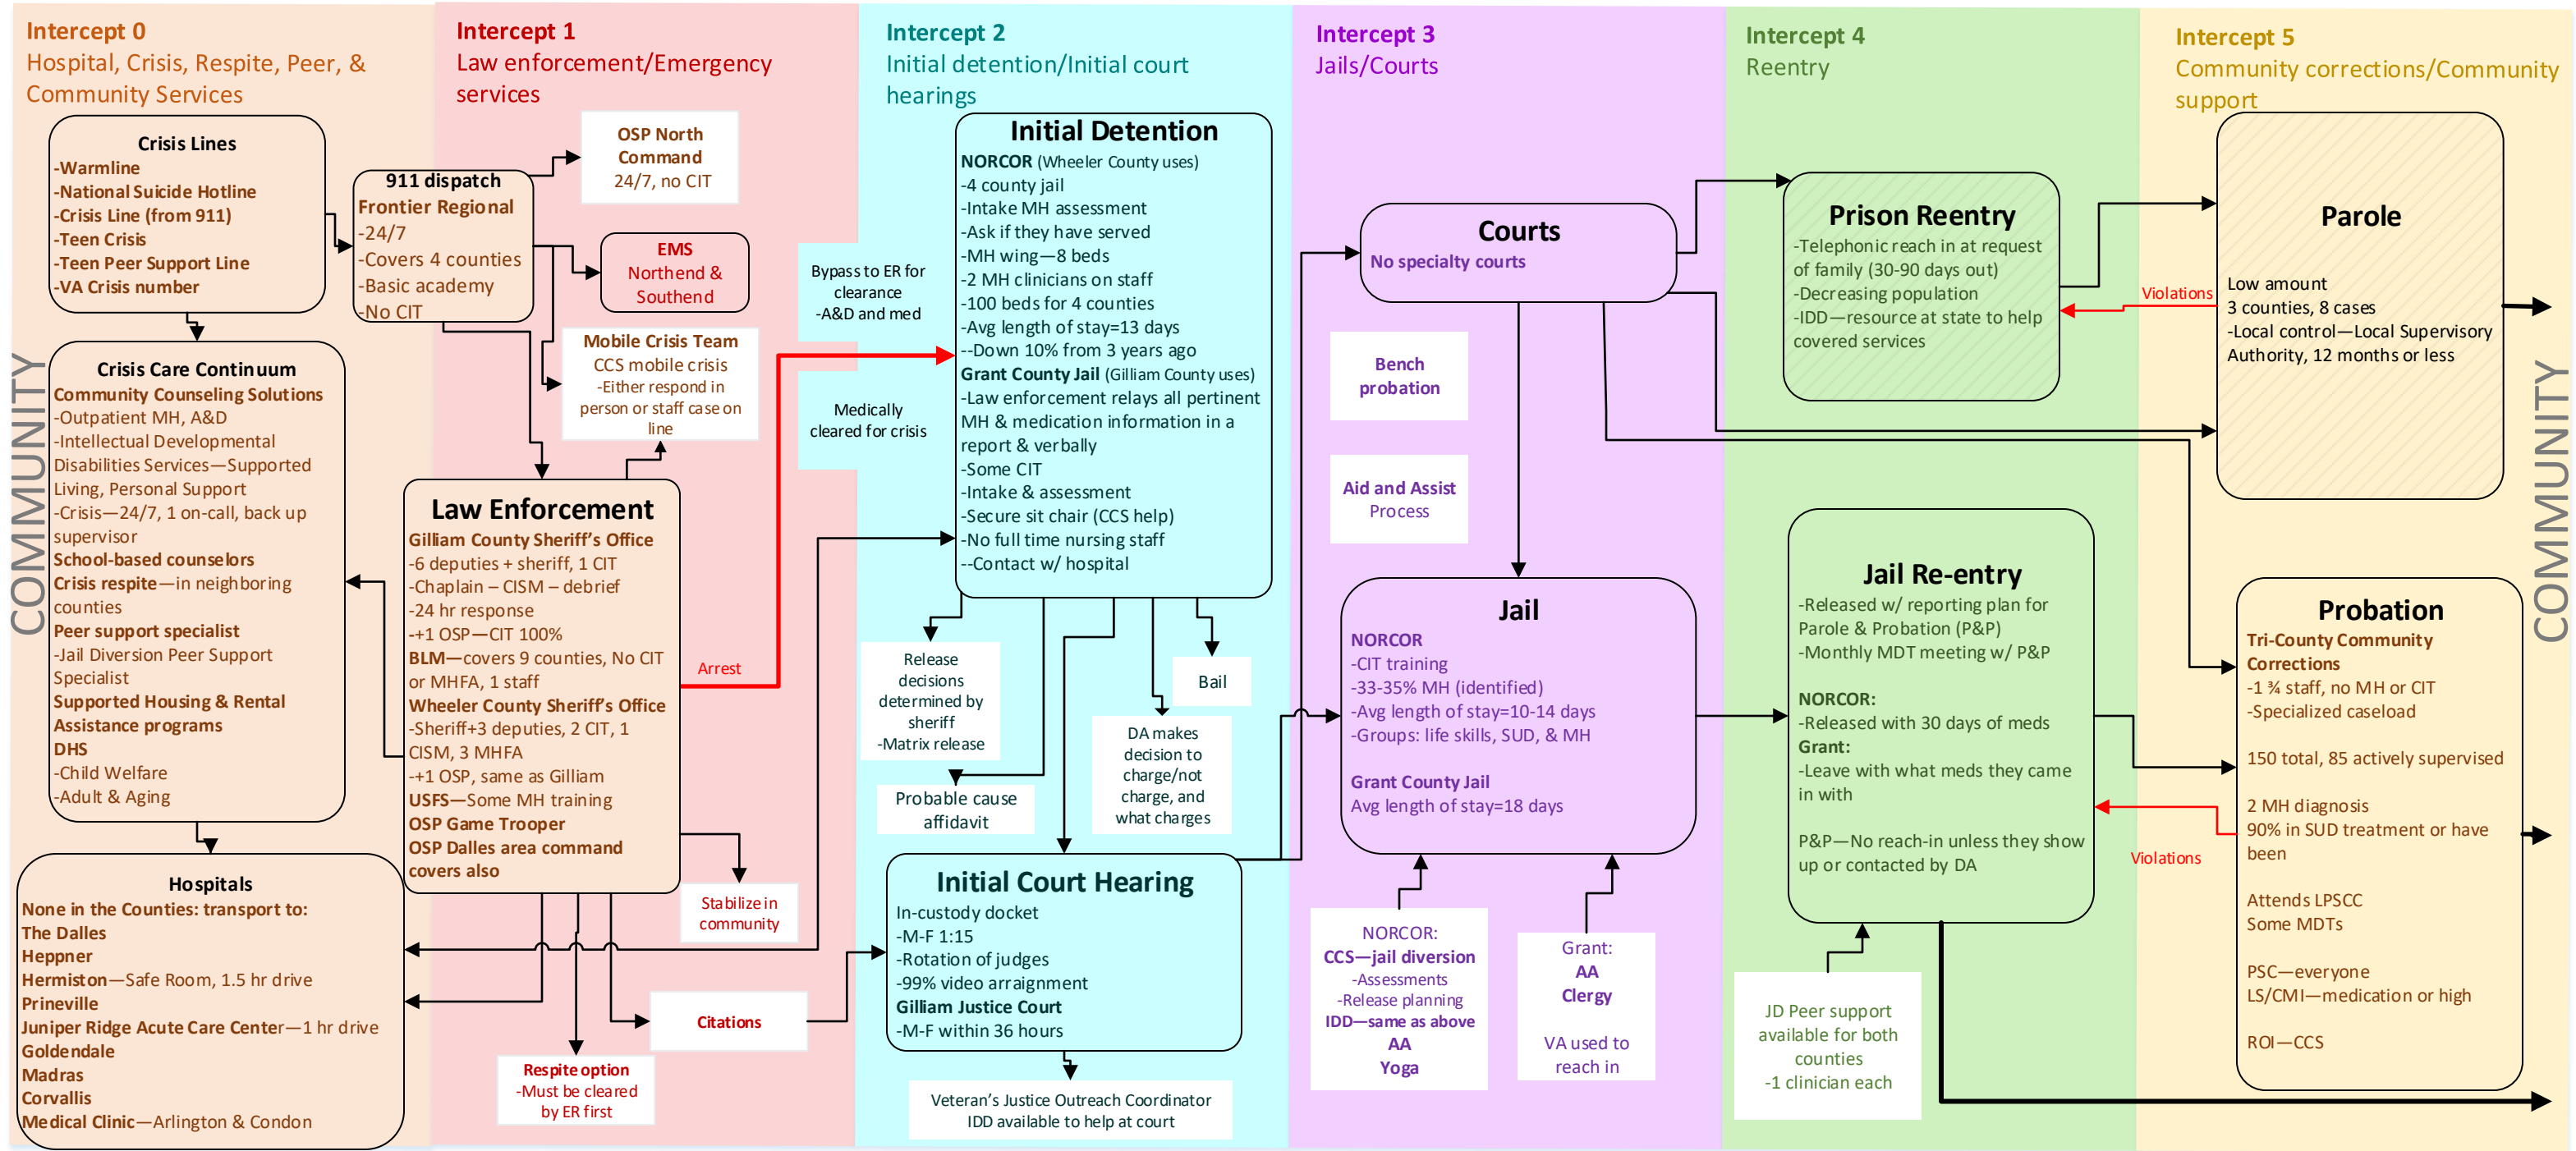 Intercept 0
Hospital, Crisis, Respite, Peer, &
Community Services
Intercept 1
Law enforcement/Emergency
services
Intercept 2
Initial detention/Initial court
hearings
Intercept 3
Jails/Courts
Intercept 4
Reentry
Intercept 5
Community corrections/Community
support
COMMUNITY
Crisis Lines
-Warmline
-National Suicide Hotline
-Crisis Line (from 911)
-Teen Crisis
-Teen Peer Support Line
-VA Crisis number
Crisis Care Continuum
Community Counseling Solutions
-Outpatient MH, A&D
-Intellectual Developmental
Disabilities Services—Supported
Living, Personal Support
-Crisis—24/7, 1 on-call, back up
supervisor
School-based counselors
Crisis respite—in neighboring
counties
Peer support specialist
-Jail Diversion Peer Support
Specialist
Supported Housing & Rental
Assistance programs
DHS
-Child Welfare
-Adult & Aging
Hospitals
None in the Counties: transport to:
The Dalles
Heppner
Hermiston—Safe Room, 1.5 hr drive
Prineville
Juniper Ridge Acute Care Center—1 hr drive
Goldendale
Madras
Corvallis
Medical Clinic—Arlington & Condon
911 dispatch
Frontier Regional
-24/7
-Covers 4 counties
-Basic academy
-No CIT
OSP North
Command
24/7, no CIT
EMS
Northend &
Southend
Mobile Crisis Team
CCS mobile crisis
-Either respond in
person or staff case on
line
Law Enforcement
Gilliam County Sheriff's Office
-6 deputies + sheriff, 1 CIT
-Chaplain – CISM – debrief
-24 hr response
-+1 OSP—CIT 100%
BLM—covers 9 counties, No CIT
or MHFA, 1 staff
Wheeler County Sheriff's Office
-Sheriff+3 deputies, 2 CIT, 1
CISM, 3 MHFA
-+1 OSP, same as Gilliam
USFS—Some MH training
OSP Game Trooper
OSP Dalles area command
covers also
Arrest
Stabilize in
community
Citations
Respite option
-Must be cleared
by ER first
Bypass to ER for
clearance
-A&D and med
Medically
cleared for crisis
Initial Detention
NORCOR (Wheeler County uses)
-4 county jail
-Intake MH assessment
-Ask if they have served
-MH wing—8 beds
-2 MH clinicians on staff
-100 beds for 4 counties
-Avg length of stay=13 days
--Down 10% from 3 years ago
Grant County Jail (Gilliam County uses)
-Law enforcement relays all pertinent
MH & medication information in a
report & verbally
-Some CIT
-Intake & assessment
-Secure sit chair (CCS help)
-No full time nursing staff
--Contact w/ hospital
Release
decisions
determined by
sheriff
-Matrix release
Probable cause
affidavit
Bail
DA makes
decision to
charge/not
charge, and
what charges
Initial Court Hearing
In-custody docket
-M-F 1:15
-Rotation of judges
-99% video arraignment
Gilliam Justice Court
-M-F within 36 hours
Veteran's Justice Outreach Coordinator
IDD available to help at court
Courts
No specialty courts
Bench
probation
Aid and Assist
Process
Jail
NORCOR
-CIT training
-33-35% MH (identified)
-Avg length of stay=10-14 days
-Groups: life skills, SUD, & MH
Grant County Jail
Avg length of stay=18 days
NORCOR:
CCS—jail diversion
-Assessments
-Release planning
IDD—same as above
AA
Yoga
Grant:
AA
Clergy
VA used to
reach in
Prison Reentry
-Telephonic reach in at request
of family (30-90 days out)
-Decreasing population
-IDD—resource at state to help
covered services
Jail Re-entry
-Released w/ reporting plan for
Parole & Probation (P&P)
-Monthly MDT meeting w/ P&P
NORCOR:
-Released with 30 days of meds
Grant:
-Leave with what meds they came
in with
P&P—No reach-in unless they show
up or contacted by DA
JD Peer support
available for both
counties
-1 clinician each
Violations
Parole
Low amount
3 counties, 8 cases
-Local control—Local Supervisory
Authority, 12 months or less
Violations
Probation
Tri-County Community
Corrections
-1 ¾ staff, no MH or CIT
-Specialized caseload
150 total, 85 actively supervised
2 MH diagnosis
90% in SUD treatment or have
been
Attends LPSCC
Some MDTs
PSC—everyone
LS/CMI—medication or high
ROI—CCS
COMMUNITY